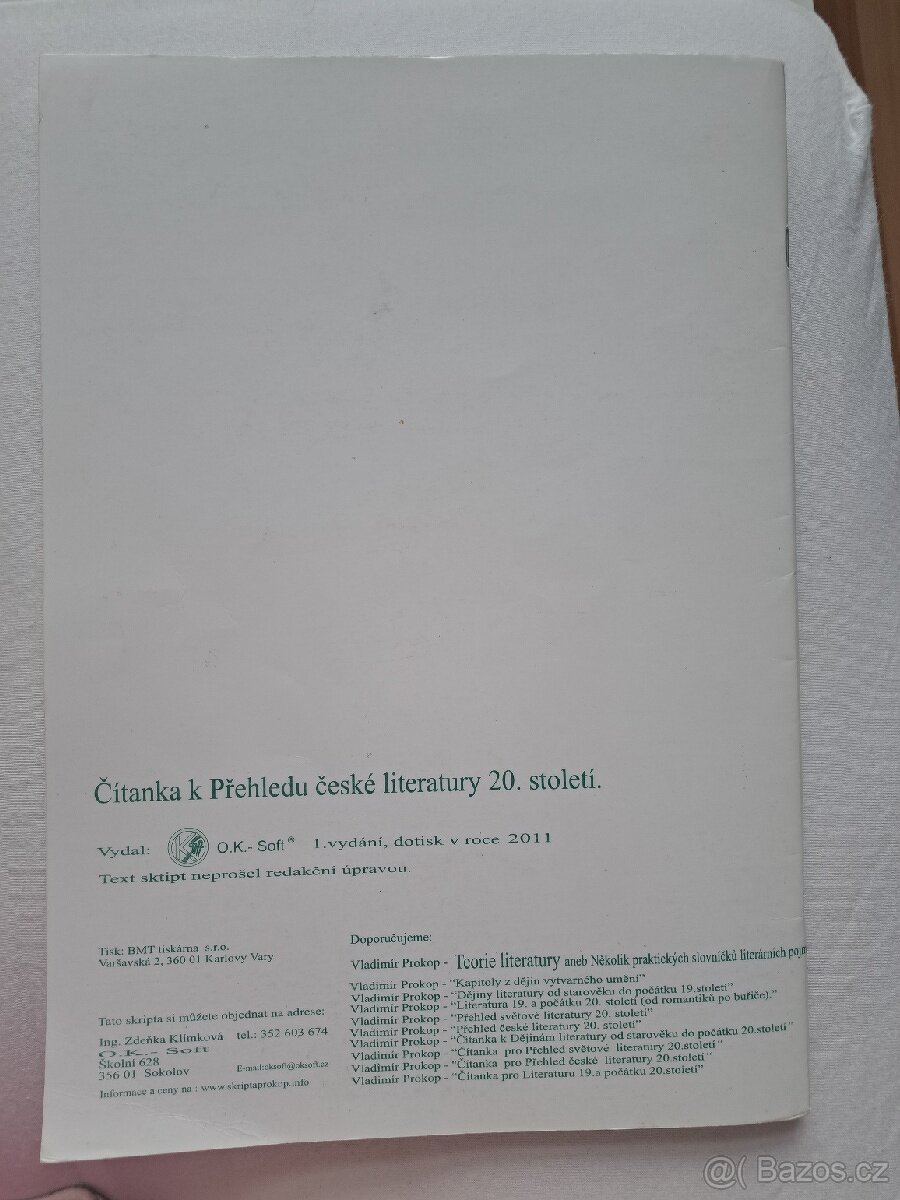 Čítanka k Přehledu české literatury 20. století.
Vydal: O.K.- Soft® 1.vydání, dotisk v roce 2011
Text sktipt neprošel redakční úpravou.
Tisk: BMT tiskárna s.r.o.
Varšavská 2, 360 01 Karlovy Vary
Tato skripta si můžete objednat na adrese:
Ing. Zdeňka Klímková tel.: 352 603 674
O.K.- Soft
Školní 628
356 01 Sokolov E-mail:oksoft@oksoft.cz
Informace a ceny na : www.skriptaprokop.info
Doporučujeme:
Vladimír Prokop - Teorie literatury aneb Několik praktických slovníčků literárních pojm
Vladimír Prokop - "Kapitoly z dějin výtvarného umění"
Vladimír Prokop - "Dějiny literatury od starověku do počátku 19.století"
Vladimír Prokop - "Literatura 19. a počátku 20. století (od romantiků po buřiče)."
Vladimír Prokop - "Přehled světové literatury 20. století"
Vladimír Prokop - "Přehled české literatury 20. století"
Vladimír Prokop - "Čítanka k Dějinám literatury od starověku do počátku 20.století"
Vladimír Prokop - "Čítanka pro Přehled světové literatury 20.století"
Vladimír Prokop - "Čítanka pro Přehled české literatury 20.století"
Vladimír Prokop - "Čítanka pro Literaturu 19.a počátku 20.století"
@( Bazos.cz